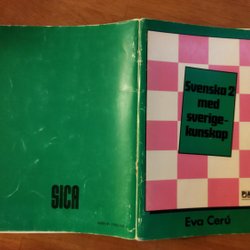 Svenska 2
med
sverige-
kunskap
Eva Cerú
SICA